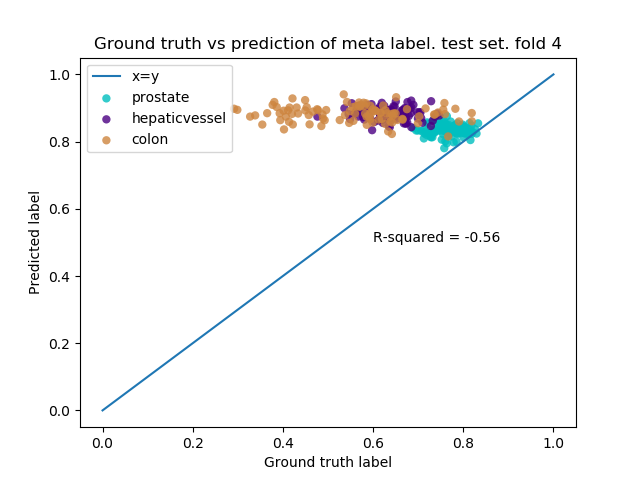 Ground truth vs prediction of meta label. test set. fold 4
x=y
prostate
hepaticvessel
colon
1.0
0.8
0.6
0.4
0.2
0.0
Predicted label
R-squared = -0.56
0.0 0.2 0.4 0.6 0.8 1.0
Ground truth label